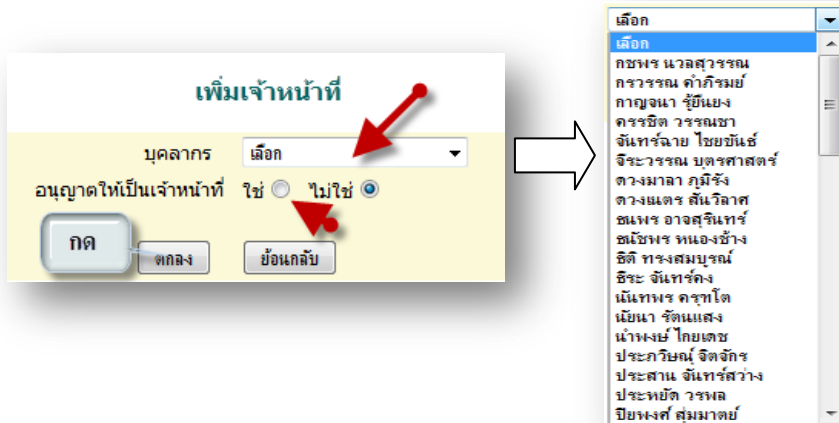 เพิ่มเจ้าหน้าที่
บุคลากร เลือก
อนุญาตให้เป็นเจ้าหน้าที่ ใช่ ไม่ใช่
กด
ตกลง ย้อนกลับ
เลือก
เลือก
กชพร นวลสุวรรณ
กรวรรณ คำภิรมย์
กาญจนา รู้ยืนยง
ครรชิต วรรณชา
จันทร์ฉาย ไชยขันธ์
จีระวรรณ บุตรศาสตร์
ดวงมาลา ภูมิรัง
ดวงเนตร สันวิลาศ
ธนพร อาจสุรินทร์
ธนัชพร หนองช้าง
ธิติ ทรงสมบูรณ์
ธีระ จันทร์คง
นันทพร ครุฑโต
นัยนา รัตนแสง
นำพงษ์ ไกยเดช
ประภวิษณุ์ จิตจักร
ประสาน จันทร์สว่าง
ประหยัด วรพล
ปิยพงศ์ สุ่มมาตย์